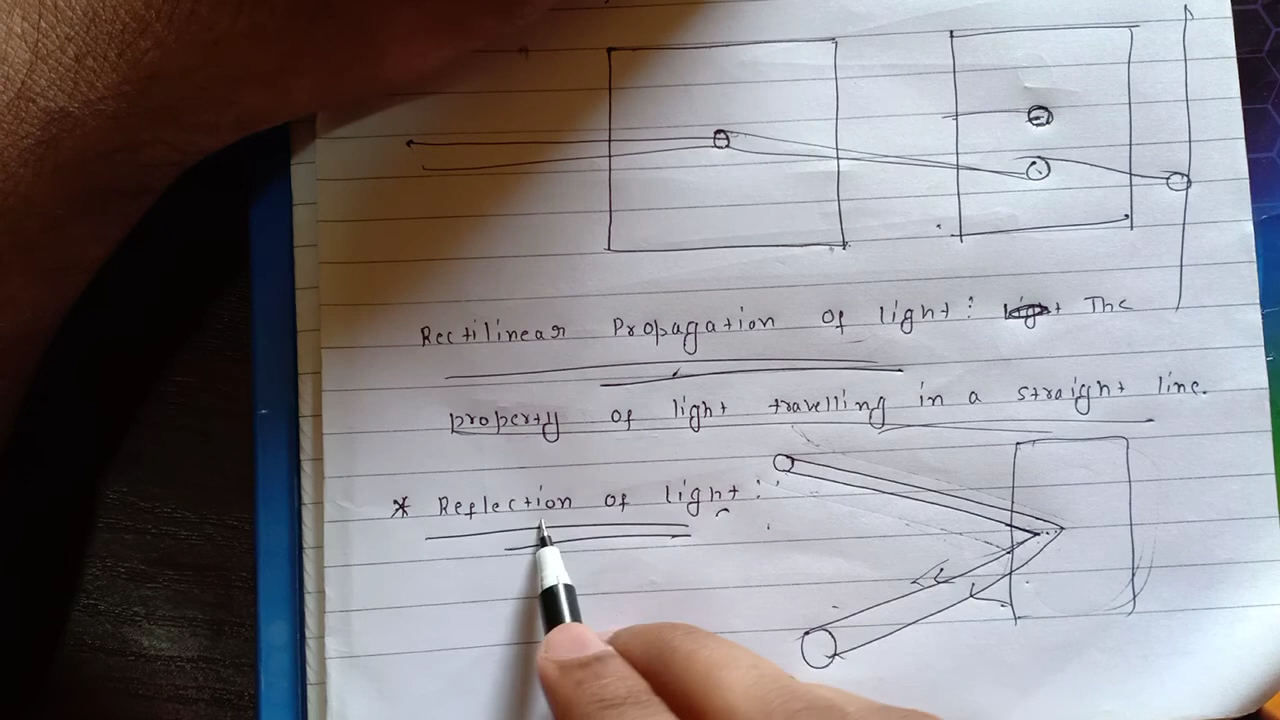 Rectilinear Propagation of light: The
property of light travelling in a straight line.
* Reflection of light: